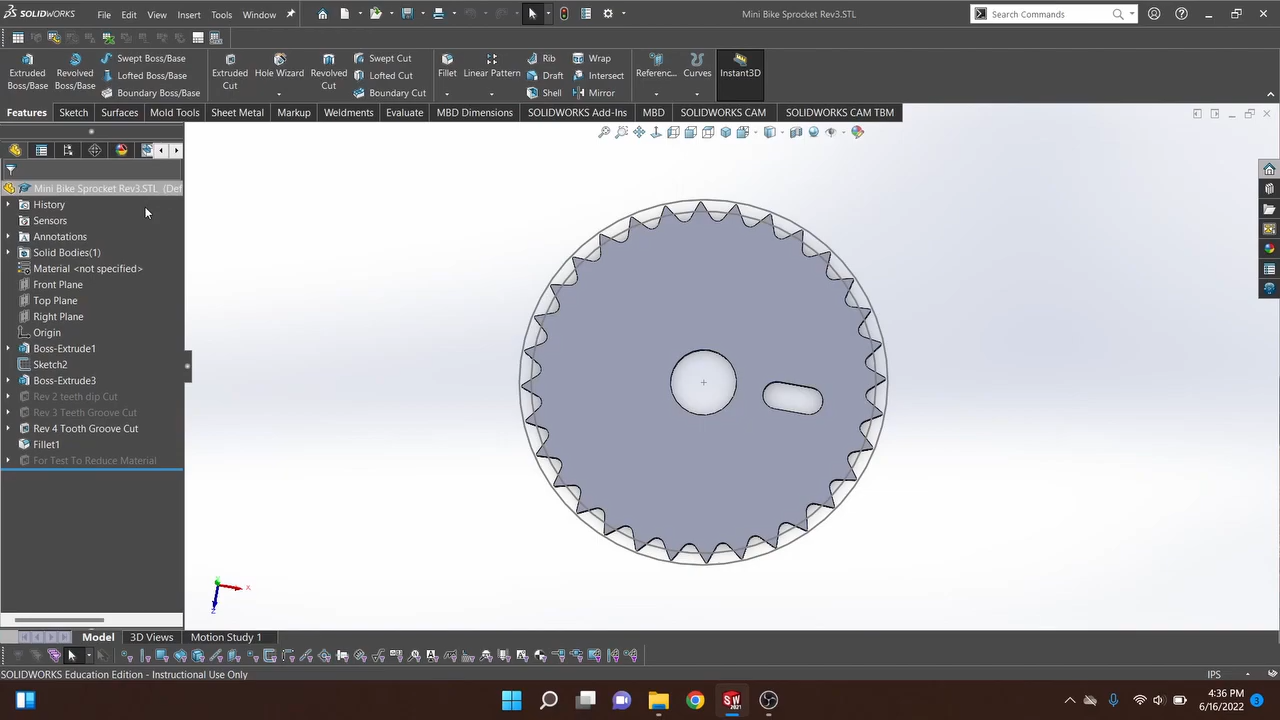 SOLIDWORKS File Edit View Insert Tools Window Mini Bike Sprocket Rev3.STL Search Commands
Extruded Boss/Base Revolved Boss/Base Swept Boss/Base Lofted Boss/Base Boundary Boss/Base Extruded Cut Hole Wizard Revolved Cut Swept Cut Lofted Cut Boundary Cut Fillet Linear Pattern Rib Draft Shell Wrap Intersect Mirror Referenc... Curves Instant3D
Features Sketch Surfaces Mold Tools Sheet Metal Markup Weldments Evaluate MBD Dimensions SOLIDWORKS Add-Ins MBD SOLIDWORKS CAM SOLIDWORKS CAM TBM
Mini Bike Sprocket Rev3.STL (Def
History
Sensors
Annotations
Solid Bodies(1)
Material <not specified>
Front Plane
Top Plane
Right Plane
Origin
Boss-Extrude1
Sketch2
Boss-Extrude3
Rev 2 teeth dip Cut
Rev 3 Teeth Groove Cut
Rev 4 Tooth Groove Cut
Fillet1
For Test To Reduce Material
x
z
Model 3D Views Motion Study 1
SOLIDWORKS Education Edition - Instructional Use Only IPS
4:36 PM
6/16/2022